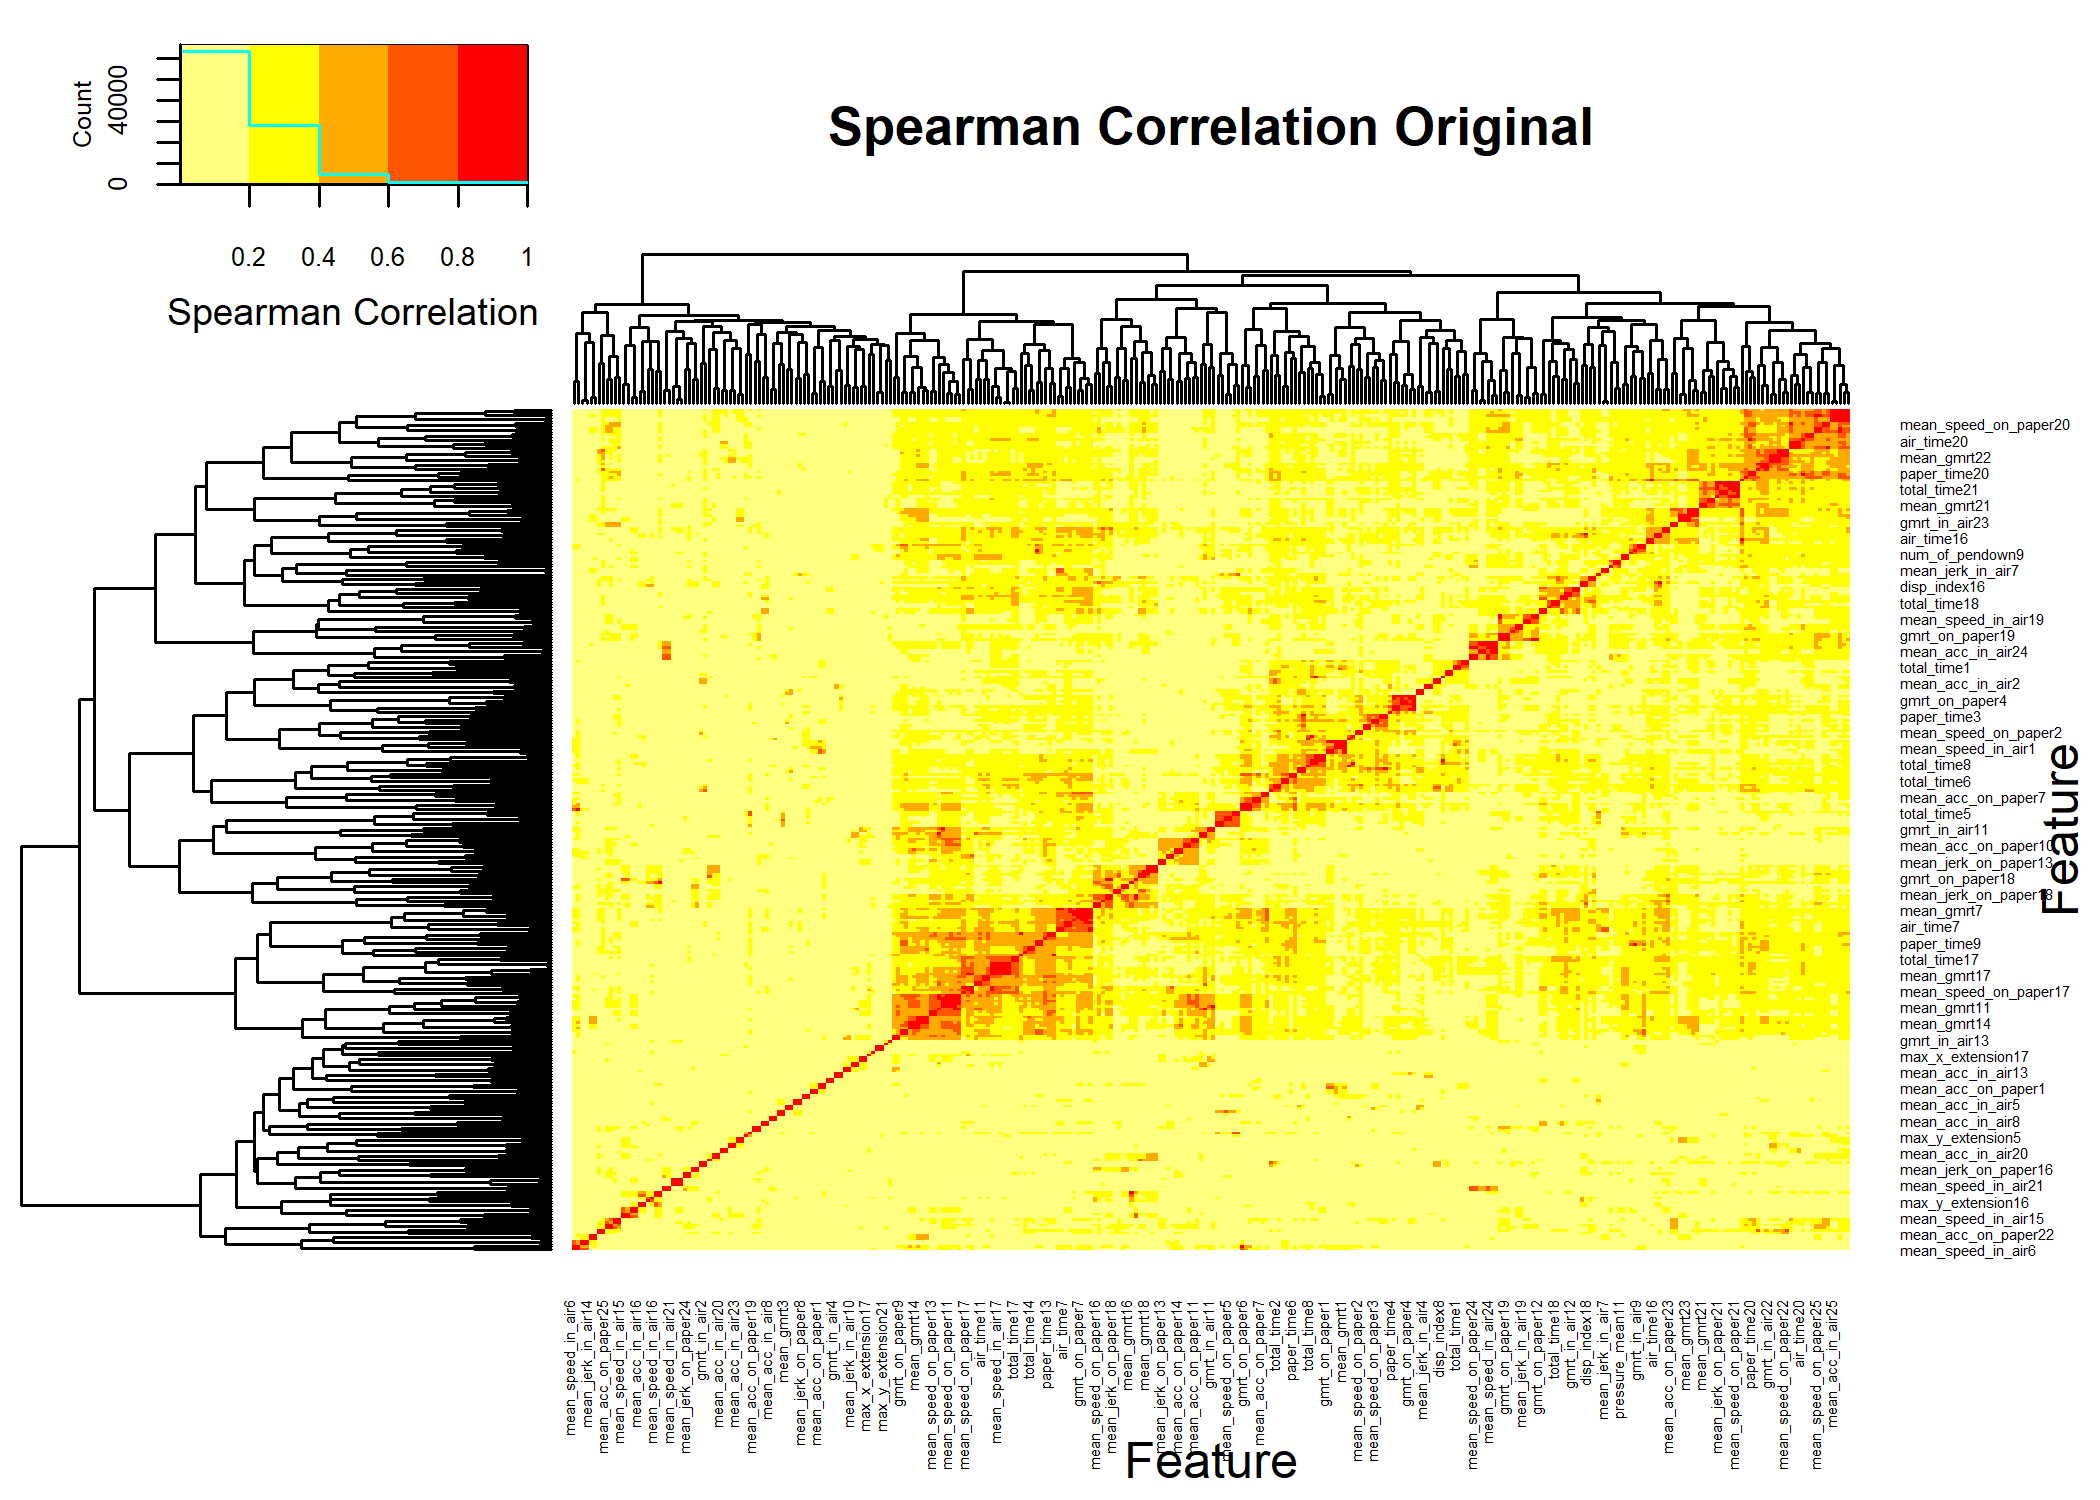 Count
40000
0
0.2 0.4 0.6 0.8 1
Spearman Correlation
Spearman Correlation Original
mean_speed_on_paper20
air_time20
mean_gmrt22
paper_time20
total_time21
mean_gmrt21
gmrt_in_air23
air_time16
num_of_pendown9
mean_jerk_in_air7
disp_index16
total_time18
mean_speed_in_air19
gmrt_on_paper19
mean_acc_in_air24
total_time1
mean_acc_in_air2
gmrt_on_paper4
paper_time3
mean_speed_on_paper2
mean_speed_in_air1
total_time8
total_time6
mean_acc_on_paper7
total_time5
gmrt_in_air11
mean_acc_on_paper10
mean_jerk_on_paper13
gmrt_on_paper18
mean_jerk_on_paper18
mean_gmrt7
air_time7
paper_time9
total_time17
mean_gmrt17
mean_speed_on_paper17
mean_gmrt11
mean_gmrt14
gmrt_in_air13
max_x_extension17
mean_acc_in_air13
mean_acc_on_paper1
mean_acc_in_air5
mean_acc_in_air8
max_y_extension5
mean_acc_in_air20
mean_jerk_on_paper16
mean_speed_in_air21
max_y_extension16
mean_speed_in_air15
mean_acc_on_paper22
mean_speed_in_air6
Feature
mean_speed_in_air6
mean_jerk_in_air14
mean_acc_on_paper25
mean_speed_in_air15
mean_acc_in_air16
mean_speed_in_air16
mean_speed_in_air21
mean_jerk_on_paper24
gmrt_in_air2
mean_acc_in_air20
mean_acc_in_air23
mean_acc_on_paper19
mean_acc_in_air8
mean_gmrt3
mean_jerk_on_paper8
mean_acc_on_paper1
gmrt_in_air4
mean_jerk_in_air10
max_x_extension17
max_y_extension21
gmrt_on_paper9
mean_gmrt14
mean_speed_on_paper13
mean_speed_on_paper11
mean_speed_on_paper17
air_time11
mean_speed_in_air17
total_time17
total_time14
paper_time13
air_time7
gmrt_on_paper7
mean_speed_on_paper16
mean_jerk_on_paper18
mean_gmrt16
mean_gmrt18
mean_jerk_on_paper13
mean_acc_on_paper14
mean_acc_on_paper11
gmrt_in_air11
mean_speed_on_paper5
gmrt_on_paper6
mean_acc_on_paper7
total_time2
paper_time6
total_time8
gmrt_on_paper1
mean_gmrt1
mean_speed_on_paper2
mean_speed_on_paper3
paper_time4
gmrt_on_paper4
mean_jerk_in_air4
disp_index8
total_time1
mean_speed_on_paper24
mean_speed_in_air24
gmrt_on_paper19
mean_jerk_in_air19
gmrt_on_paper12
total_time18
gmrt_in_air12
disp_index18
mean_jerk_in_air7
pressure_mean11
gmrt_in_air9
air_time16
mean_acc_on_paper23
mean_gmrt23
mean_gmrt21
mean_jerk_on_paper21
mean_speed_on_paper21
paper_time20
gmrt_in_air22
mean_speed_on_paper22
air_time20
mean_speed_on_paper25
mean_acc_in_air25
Feature